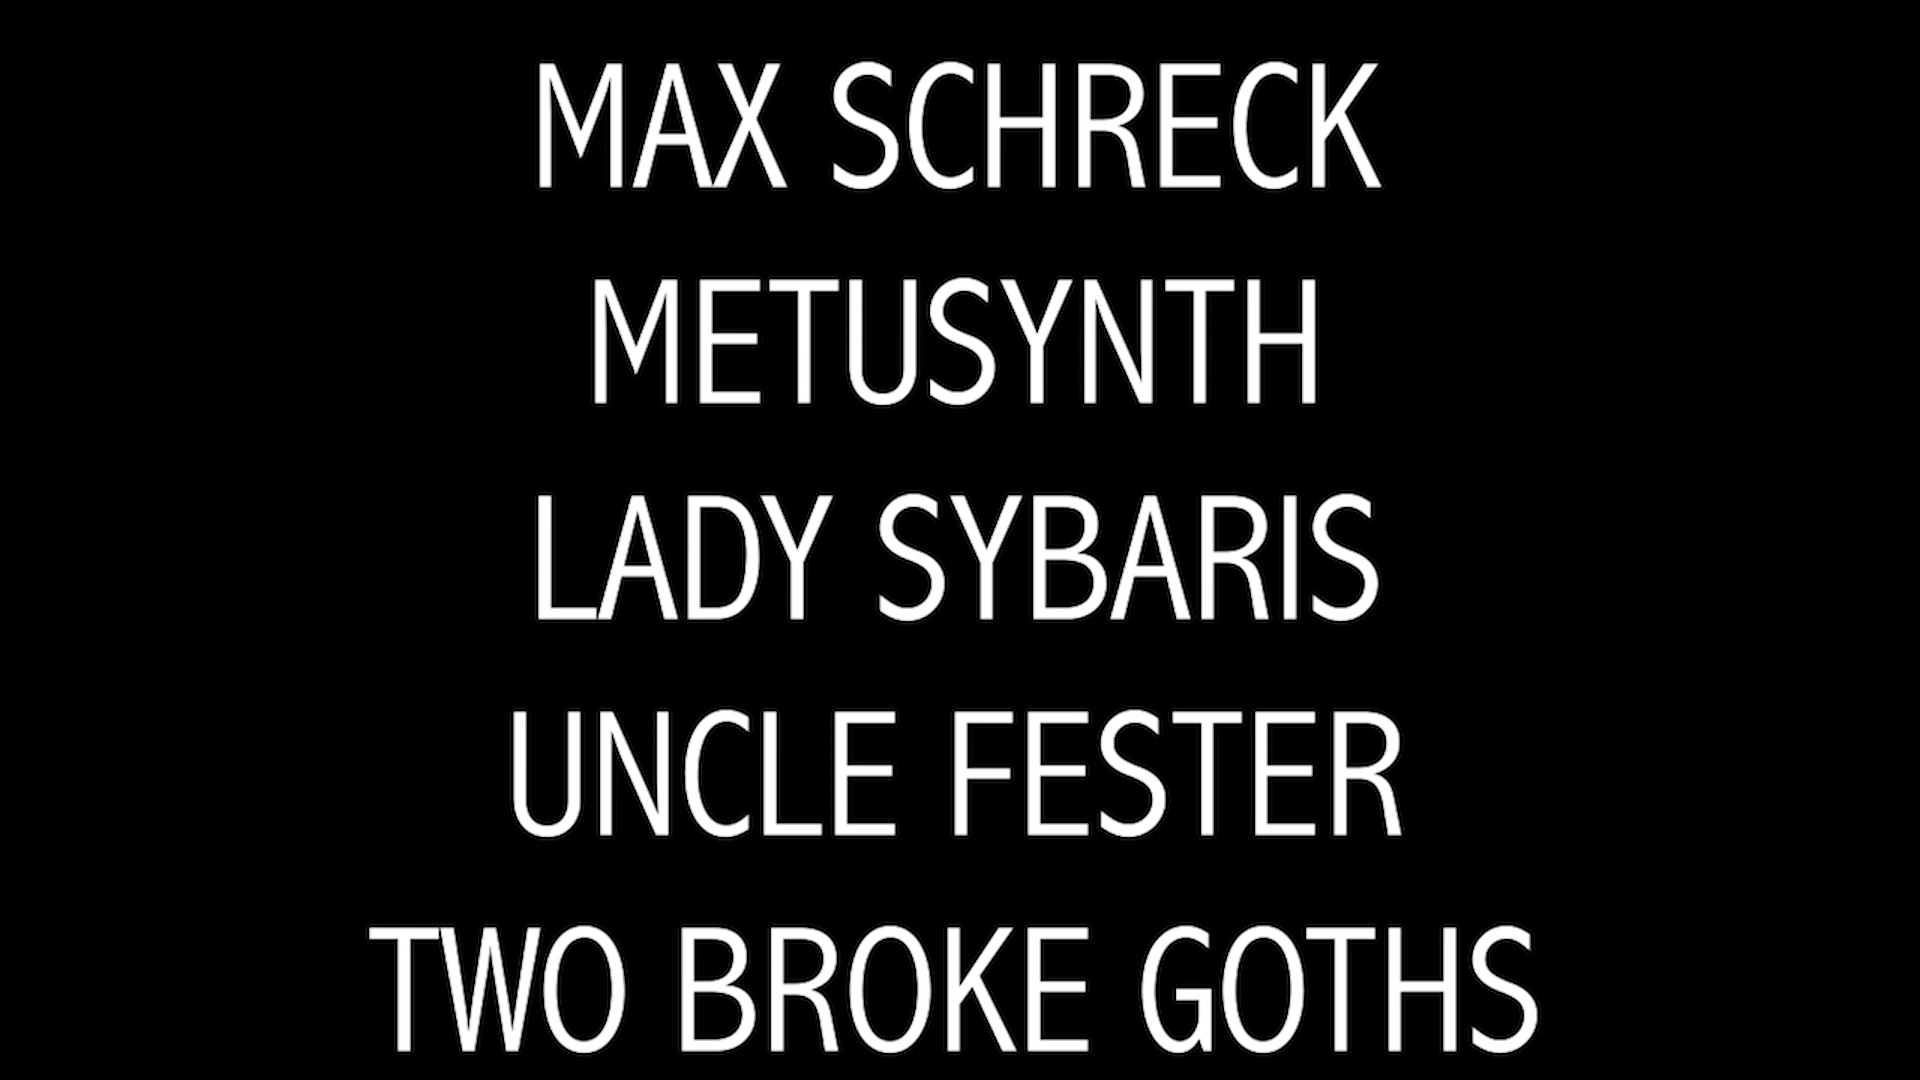 MAX SCHRECK
METUSYNTH
LADY SYBARIS
UNCLE FESTER
TWO BROKE GOTHS